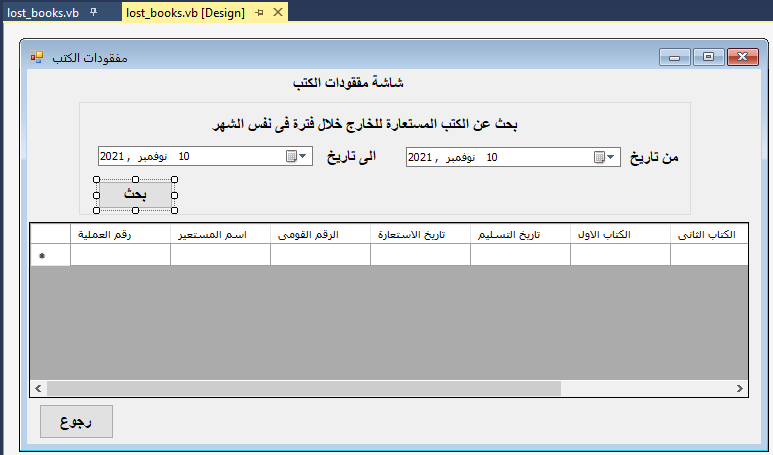 lost_books.vb lost_books.vb [Design]
مفقودات الكتب
شاشة مفقودات الكتب
بحث عن الكتب المستعارة للخارج خلال فترة فى نفس الشهر
من تاريخ 10 نوفمبر , 2021 الى تاريخ 10 نوفمبر , 2021
بحث
رقم العملية اسم المستعير الرقم القومى تاريخ الاستعارة تاريخ التسليم الكتاب الاول الكتاب الثانى
رجوع